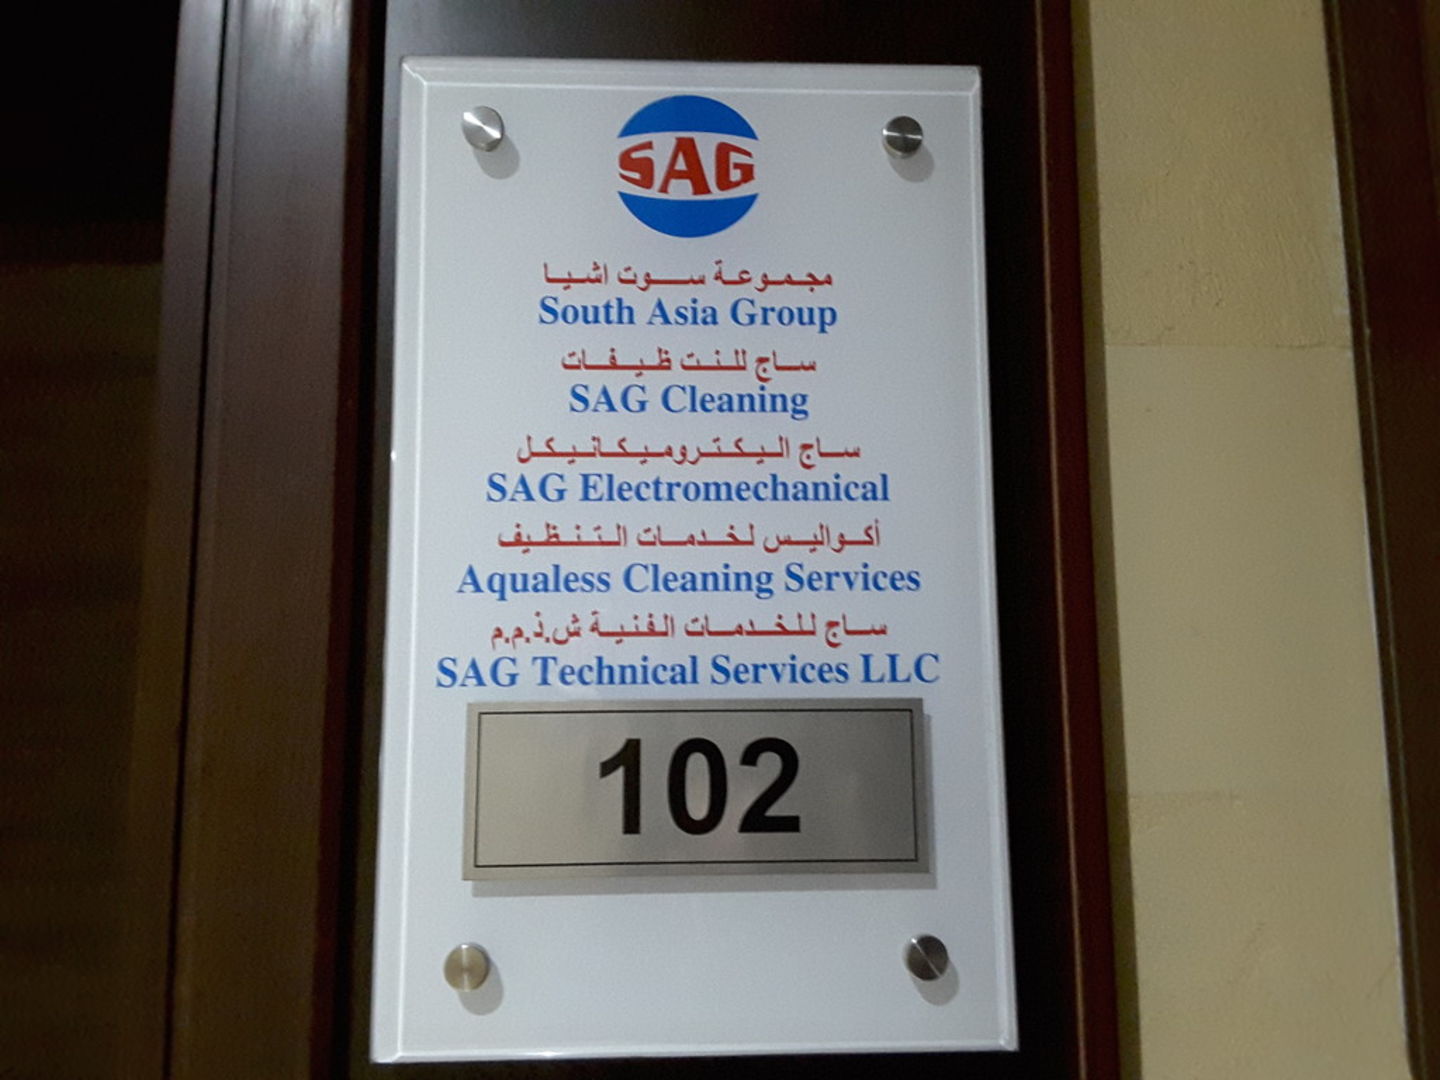 SAG
مجموعة سوت اشيا
South Asia Group
ساج للنت ظيفات
SAG Cleaning
ساج اليكتروميكانيكل
SAG Electromechanical
أكواليس لخدمات التنظيف
Aqualess Cleaning Services
ساج للخدمات الفنية ش.ذ.م.م
SAG Technical Services LLC
102